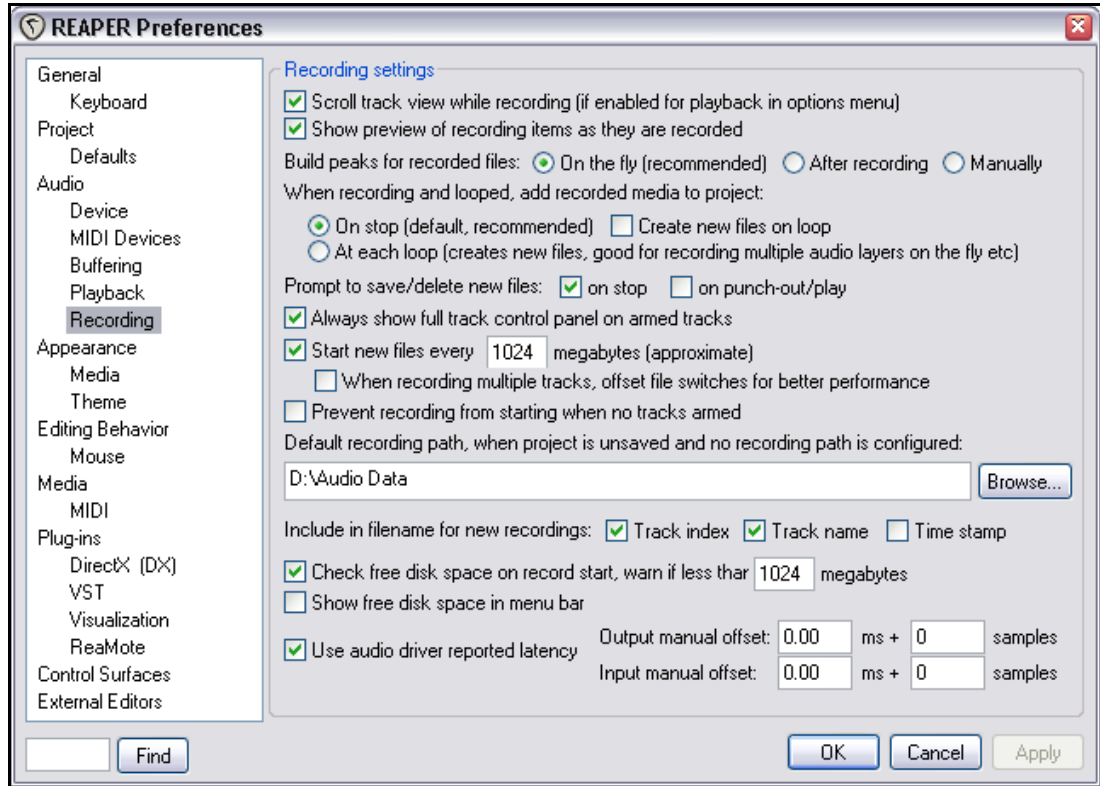 REAPER Preferences
General
Keyboard
Project
Defaults
Audio
Device
MIDI Devices
Buffering
Playback
Recording
Appearance
Media
Theme
Editing Behavior
Mouse
Media
MIDI
Plug-ins
DirectX (DX)
VST
Visualization
ReaMote
Control Surfaces
External Editors
Find
Recording settings
Scroll track view while recording (if enabled for playback in options menu)
Show preview of recording items as they are recorded
Build peaks for recorded files: On the fly (recommended) After recording Manually
When recording and looped, add recorded media to project:
On stop (default, recommended) Create new files on loop
At each loop (creates new files, good for recording multiple audio layers on the fly etc)
Prompt to save/delete new files: on stop on punch-out/play
Always show full track control panel on armed tracks
Start new files every 1024 megabytes (approximate)
When recording multiple tracks, offset file switches for better performance
Prevent recording from starting when no tracks armed
Default recording path, when project is unsaved and no recording path is configured:
D:\Audio Data Browse...
Include in filename for new recordings: Track index Track name Time stamp
Check free disk space on record start, warn if less thar 1024 megabytes
Show free disk space in menu bar
Use audio driver reported latency
Output manual offset: 0.00 ms + 0 samples
Input manual offset: 0.00 ms + 0 samples
OK Cancel Apply